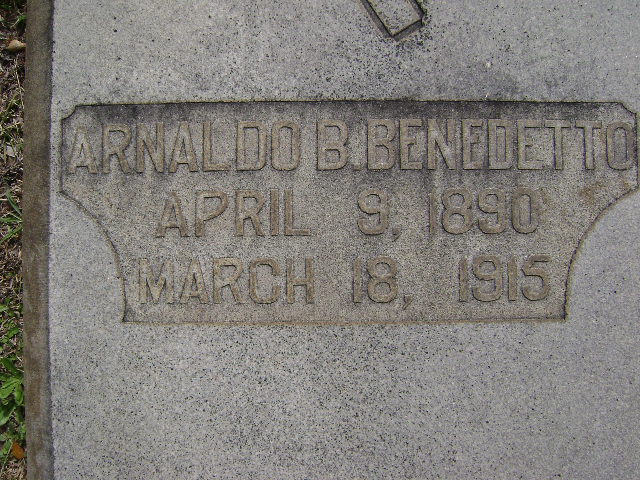 ARNALDO B. BENEDETTO
APRIL 9, 1890
MARCH 18, 1915